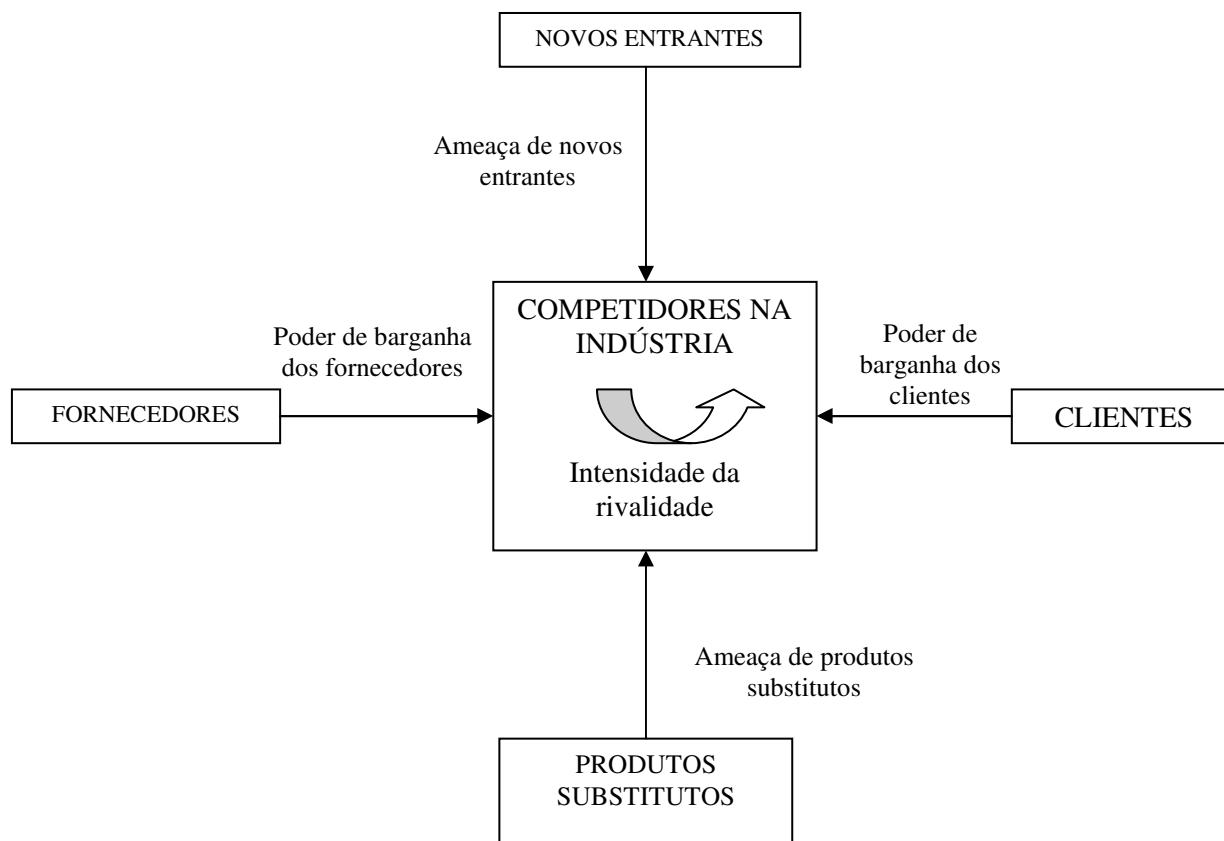 NOVOS ENTRANTES
Ameaça de novos
entrantes
COMPETIDORES NA
INDÚSTRIA
Poder de barganha
dos fornecedores
Poder de
barganha dos
clientes
FORNECEDORES
CLIENTES
Intensidade da
rivalidade
Ameaça de produtos
substitutos
PRODUTOS
SUBSTITUTOS